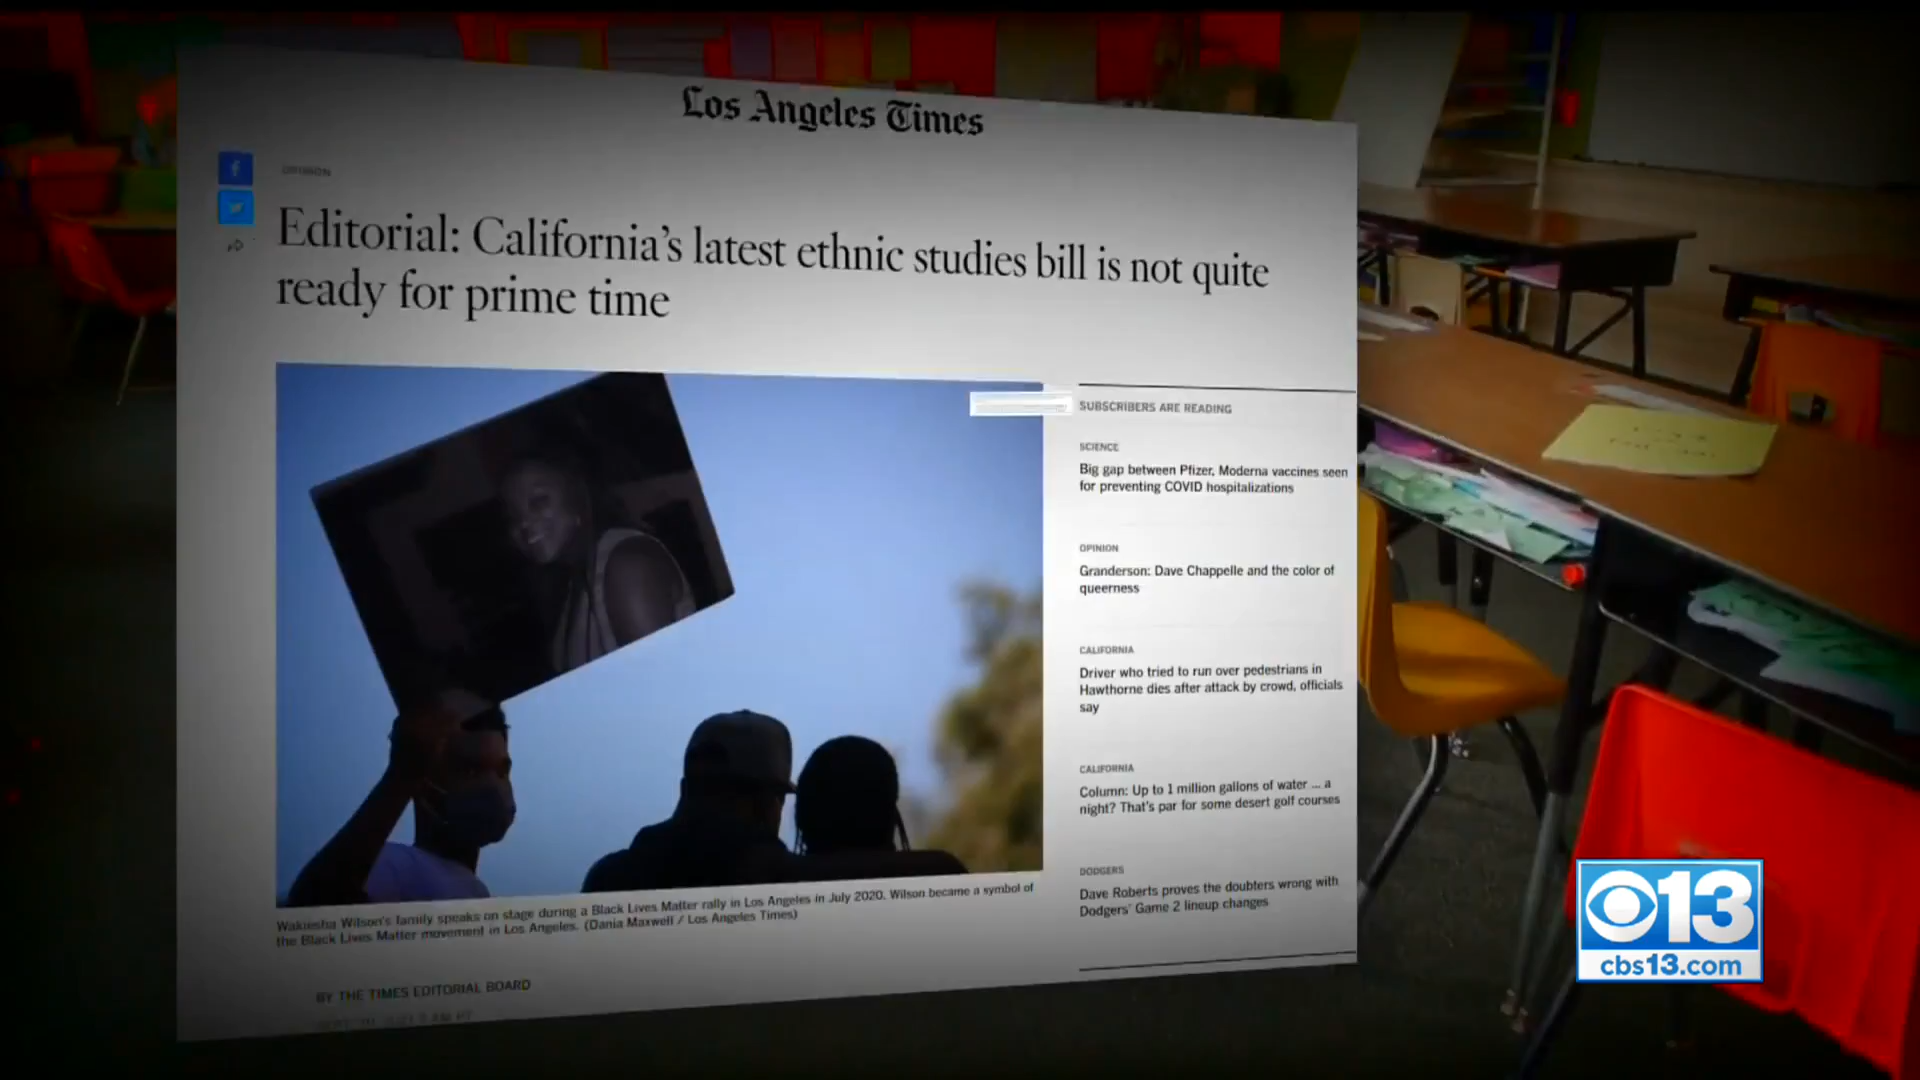 Los Angeles Times
OPINION
Editorial: California's latest ethnic studies bill is not quite
ready for prime time
SUBSCRIBERS ARE READING
SCIENCE
Big gap between Pfizer, Moderna vaccines seen
for preventing COVID hospitalizations
OPINION
Granderson: Dave Chappelle and the color of
queerness
CALIFORNIA
Driver who tried to run over pedestrians in
Hawthorne dies after attack by crowd, officials
say
CALIFORNIA
Column: Up to 1 million gallons of water ... a
night? That's par for some desert golf courses
DODGERS
Dave Roberts proves the doubters wrong with
Dodgers' Game 2 lineup changes
Wakiesha Wilson's family speaks on stage during a Black Lives Matter rally in Los Angeles in July 2020. Wilson became a symbol of
the Black Lives Matter movement in Los Angeles. (Dania Maxwell / Los Angeles Times)
BY THE TIMES EDITORIAL BOARD
13
cbs13.com